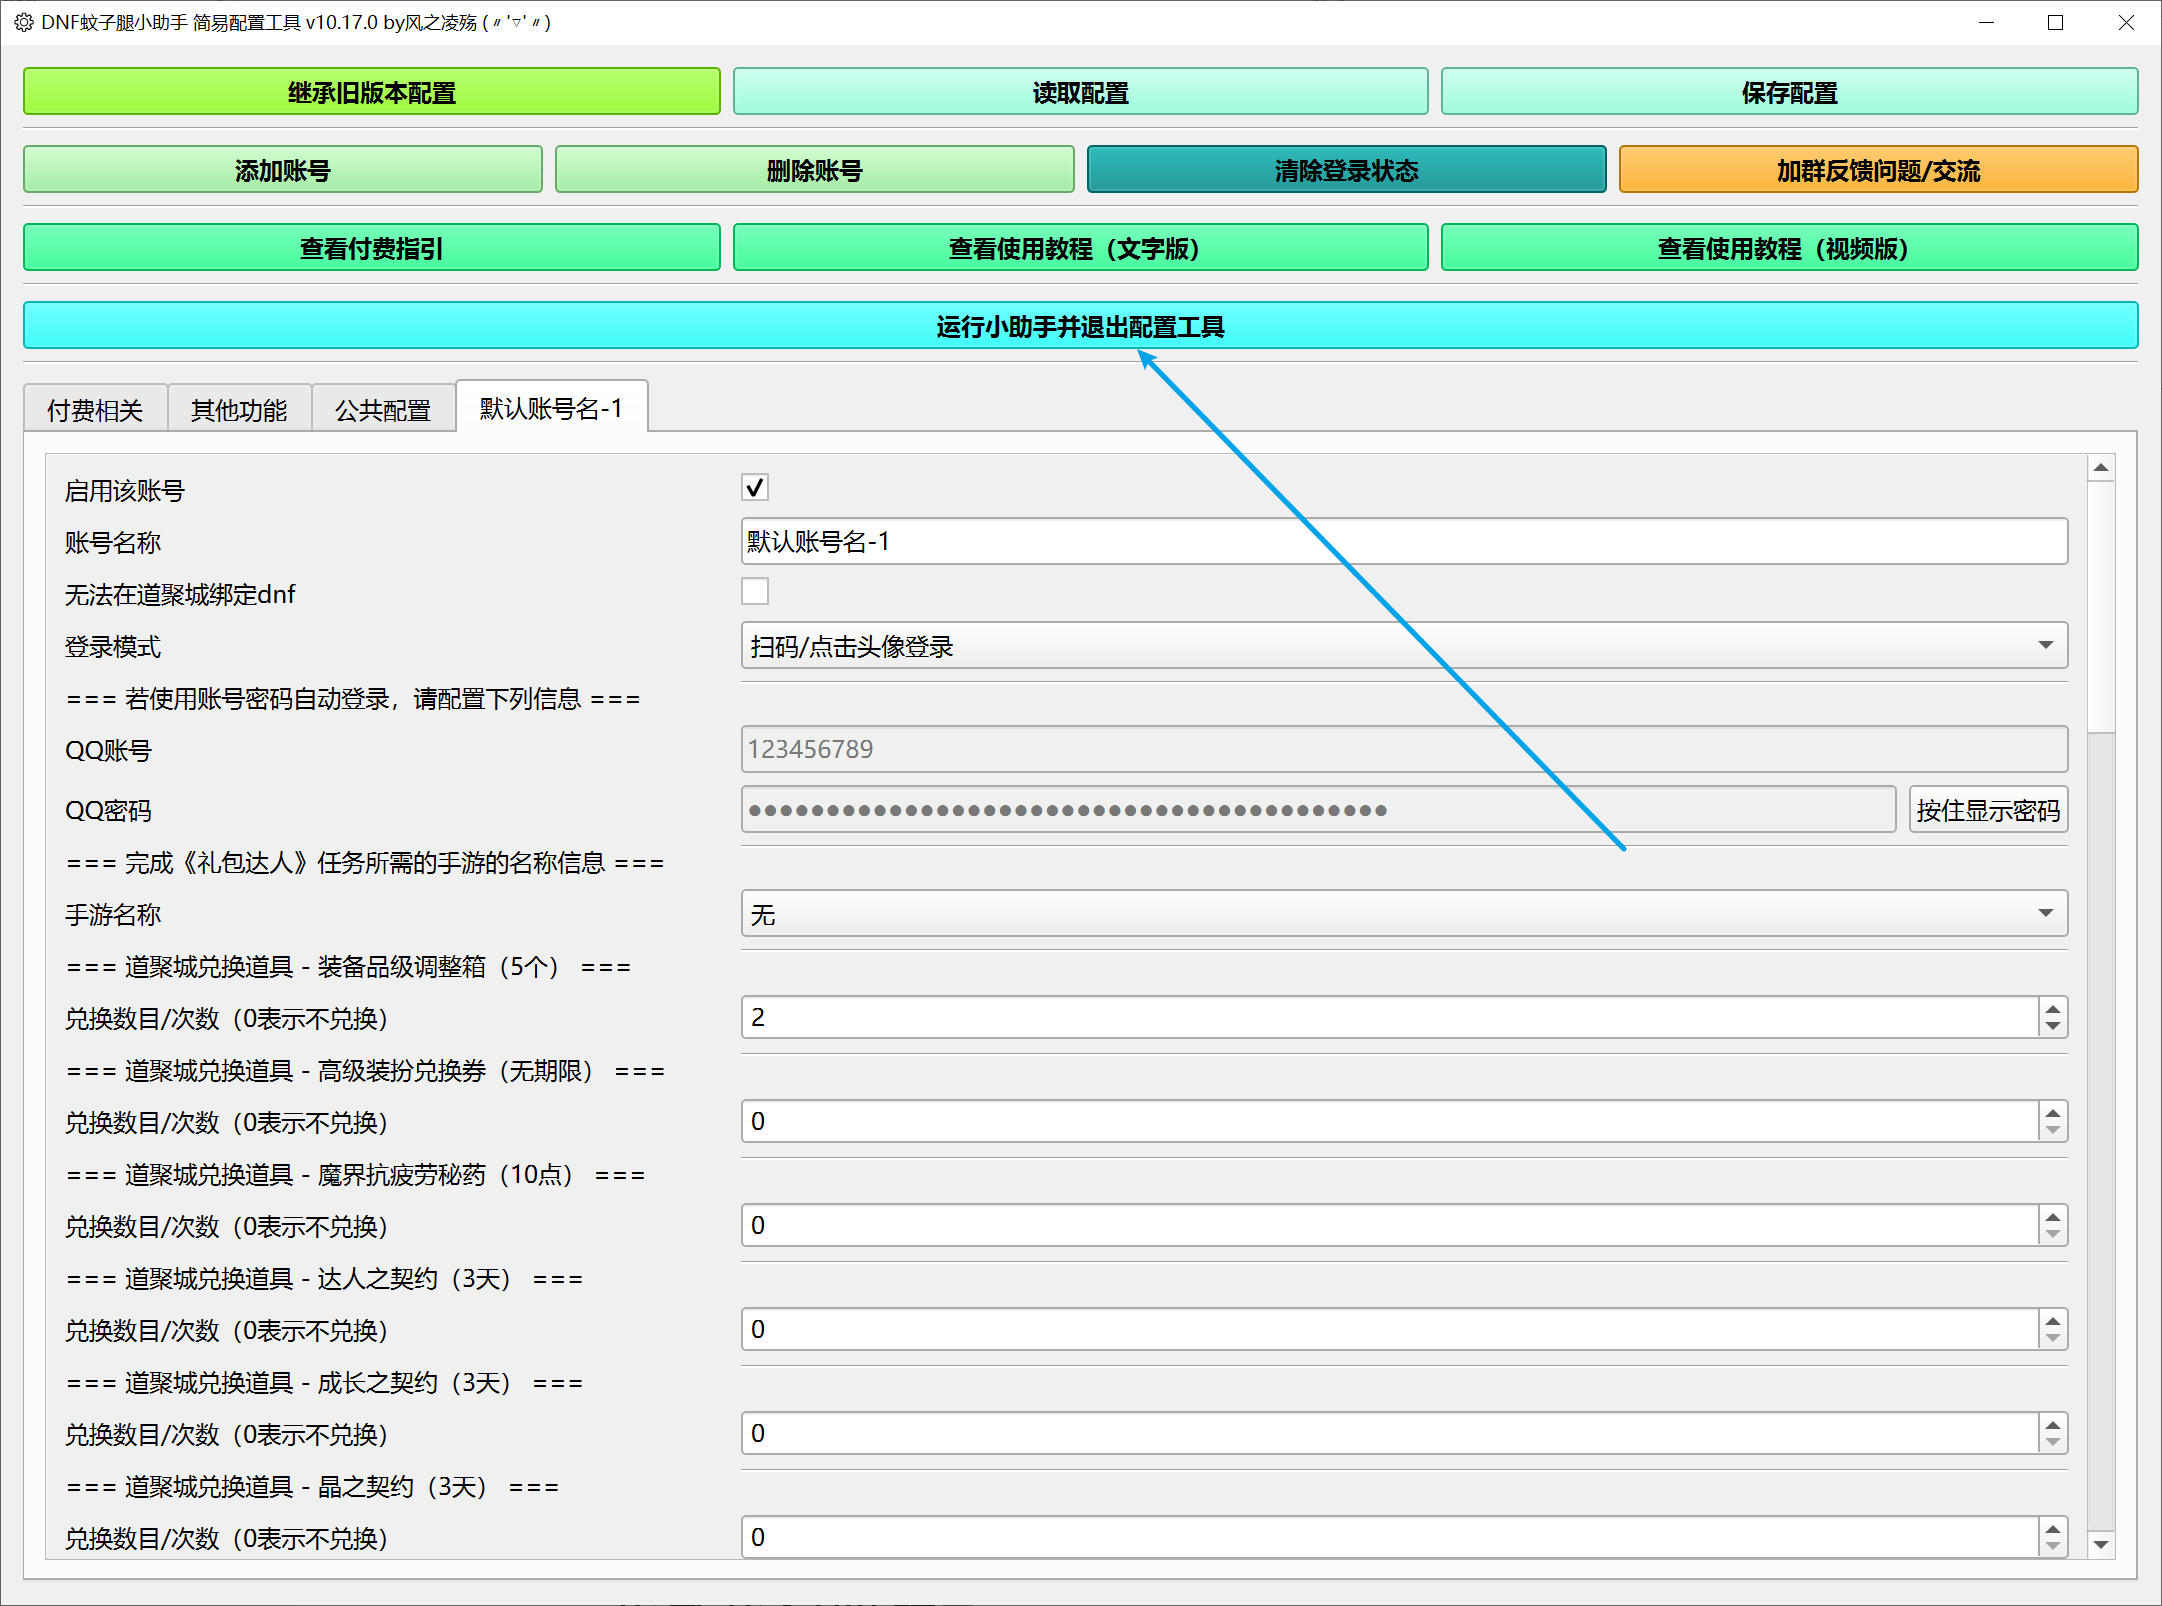 DNF蚊子腿小助手 简易配置工具 v10.17.0 by风之凌殇 (〃'▽'〃)
继承旧版本配置 读取配置 保存配置
添加账号 删除账号 清除登录状态 加群反馈问题/交流
查看付费指引 查看使用教程（文字版） 查看使用教程（视频版）
运行小助手并退出配置工具
付费相关 其他功能 公共配置 默认账号名-1
启用该账号
账号名称 默认账号名-1
无法在道聚城绑定dnf
登录模式 扫码/点击头像登录
=== 若使用账号密码自动登录，请配置下列信息 ===
QQ账号 123456789
QQ密码 按住显示密码
=== 完成《礼包达人》任务所需的手游的名称信息 ===
手游名称 无
=== 道聚城兑换道具 - 装备品级调整箱（5个） ===
兑换数目/次数（0表示不兑换） 2
=== 道聚城兑换道具 - 高级装扮兑换券（无期限） ===
兑换数目/次数（0表示不兑换） 0
=== 道聚城兑换道具 - 魔界抗疲劳秘药（10点） ===
兑换数目/次数（0表示不兑换） 0
=== 道聚城兑换道具 - 达人之契约（3天） ===
兑换数目/次数（0表示不兑换） 0
=== 道聚城兑换道具 - 成长之契约（3天） ===
兑换数目/次数（0表示不兑换） 0
=== 道聚城兑换道具 - 晶之契约（3天） ===
兑换数目/次数（0表示不兑换） 0